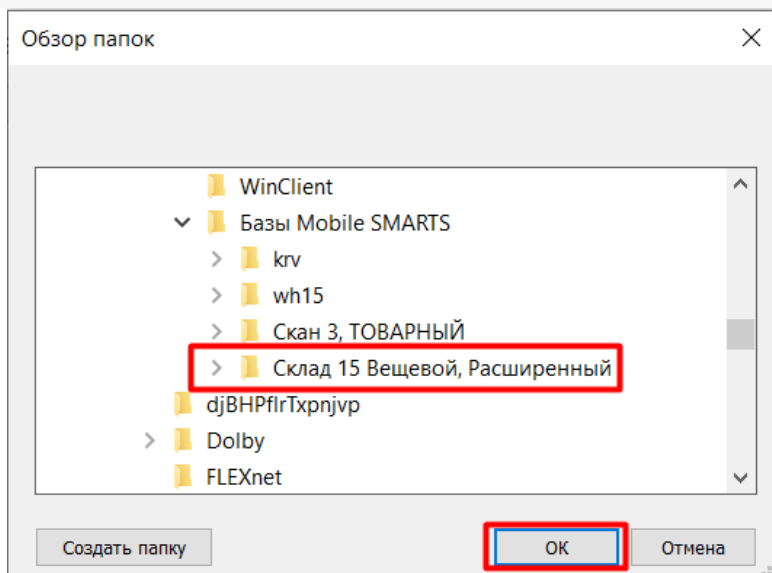 Обзор папок
WinClient
Базы Mobile SMARTS
krv
wh15
Скан 3, ТОВАРНЫЙ
Склад 15 Вещевой, Расширенный
djBHPflrTxpnjvp
Dolby
FLEXnet
Создать папку
ОК
Отмена